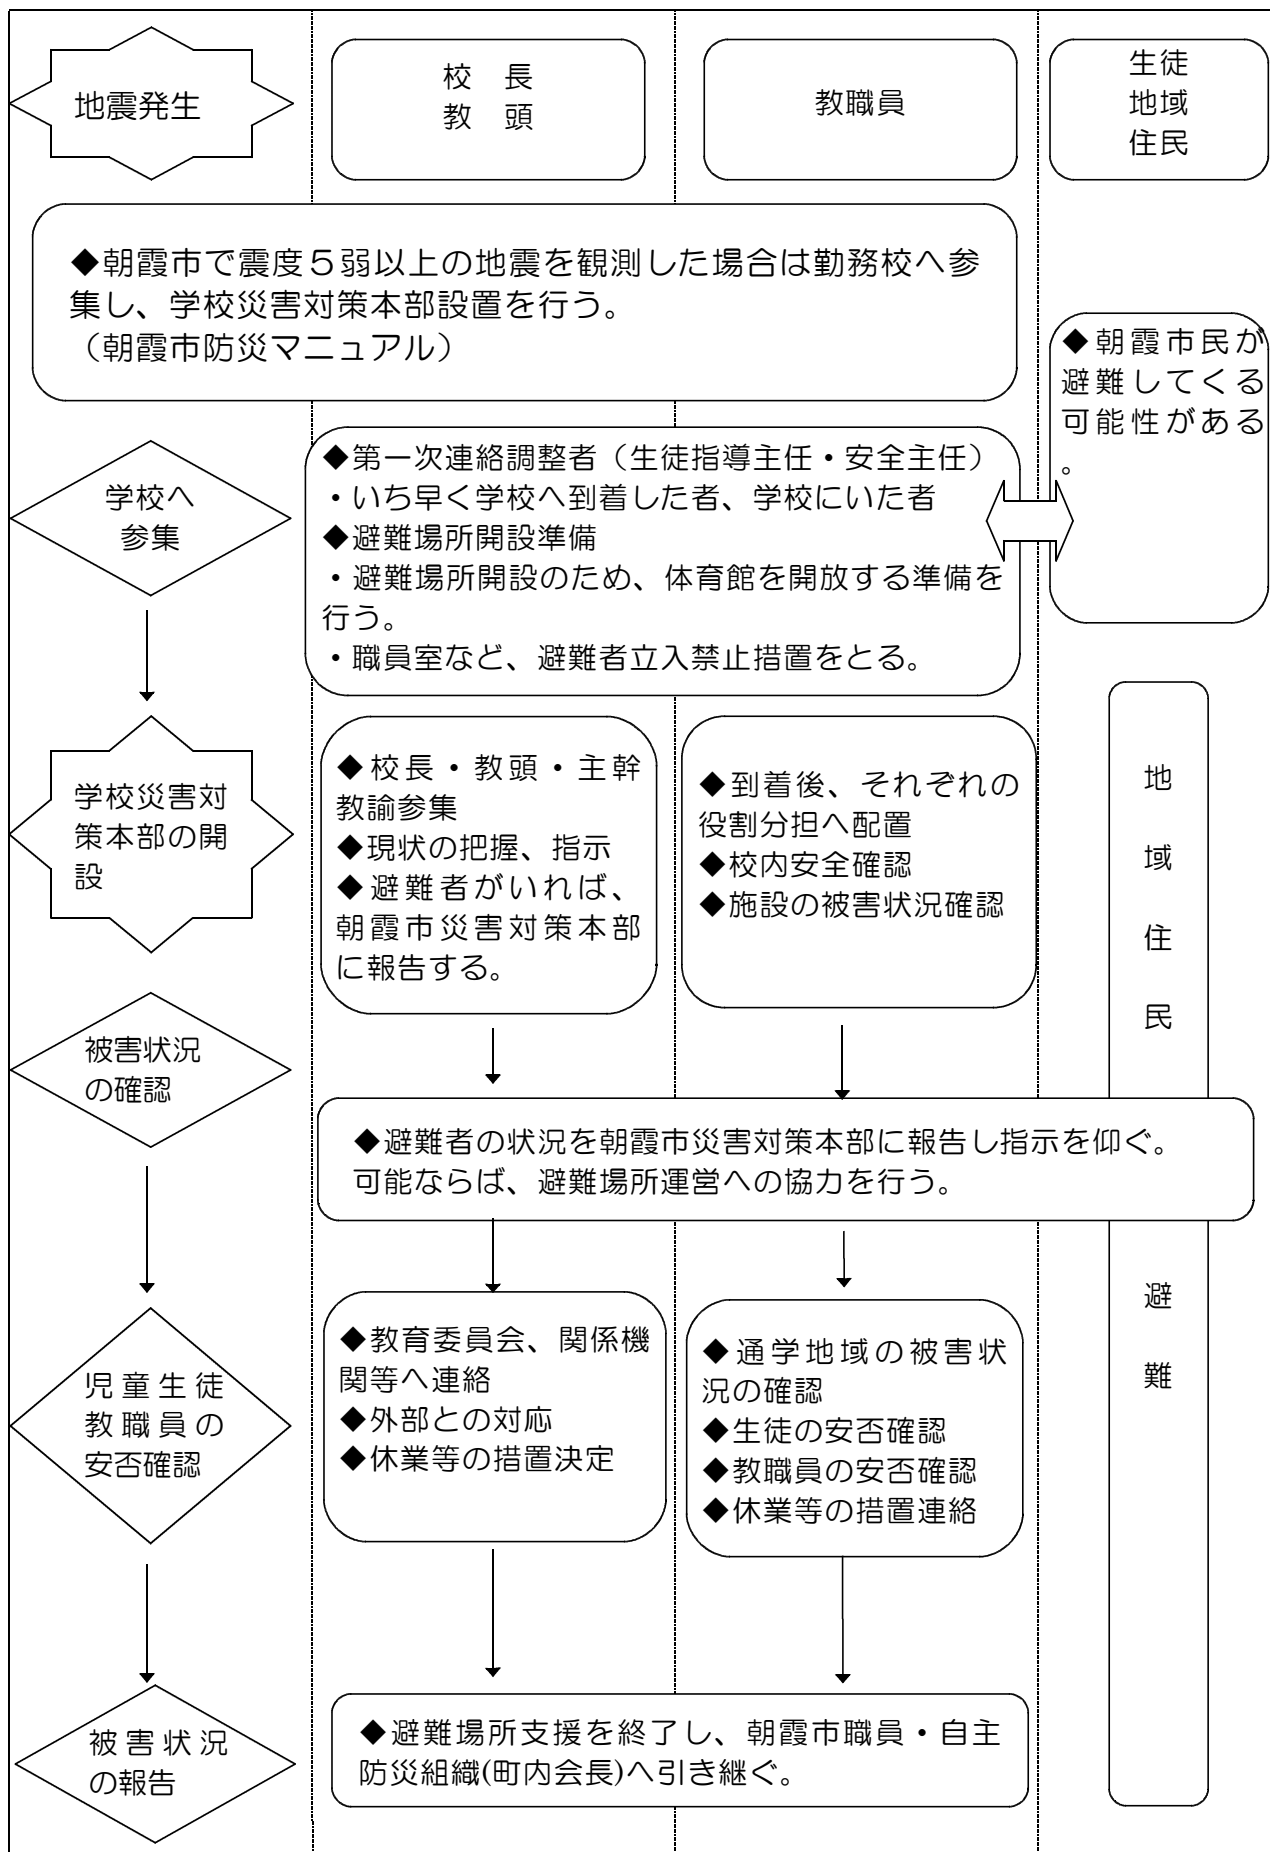 地震発生
校　長
教　頭
教職員
生徒
地域
住民
◆朝霞市で震度５弱以上の地震を観測した場合は勤務校へ参
集し、学校災害対策本部設置を行う。
（朝霞市防災マニュアル）
◆朝霞市民が
避難してくる
可能性がある
。
学校へ
参集
◆第一次連絡調整者（生徒指導主任・安全主任）
・いち早く学校へ到着した者、学校にいた者
◆避難場所開設準備
・避難場所開設のため、体育館を開放する準備を
行う。
・職員室など、避難者立入禁止措置をとる。
学校災害対
策本部の開
設
◆校長・教頭・主幹
教諭参集
◆現状の把握、指示
◆避難者がいれば、
朝霞市災害対策本部
に報告する。
◆到着後、それぞれの
役割分担へ配置
◆校内安全確認
◆施設の被害状況確認
地
域
住
民
避
難
被害状況
の確認
◆避難者の状況を朝霞市災害対策本部に報告し指示を仰ぐ。
可能ならば、避難場所運営への協力を行う。
児童生徒
教職員の
安否確認
◆教育委員会、関係機
関等へ連絡
◆外部との対応
◆休業等の措置決定
◆通学地域の被害状
況の確認
◆生徒の安否確認
◆教職員の安否確認
◆休業等の措置連絡
被害状況
の報告
◆避難場所支援を終了し、朝霞市職員・自主
防災組織(町内会長)へ引き継ぐ。